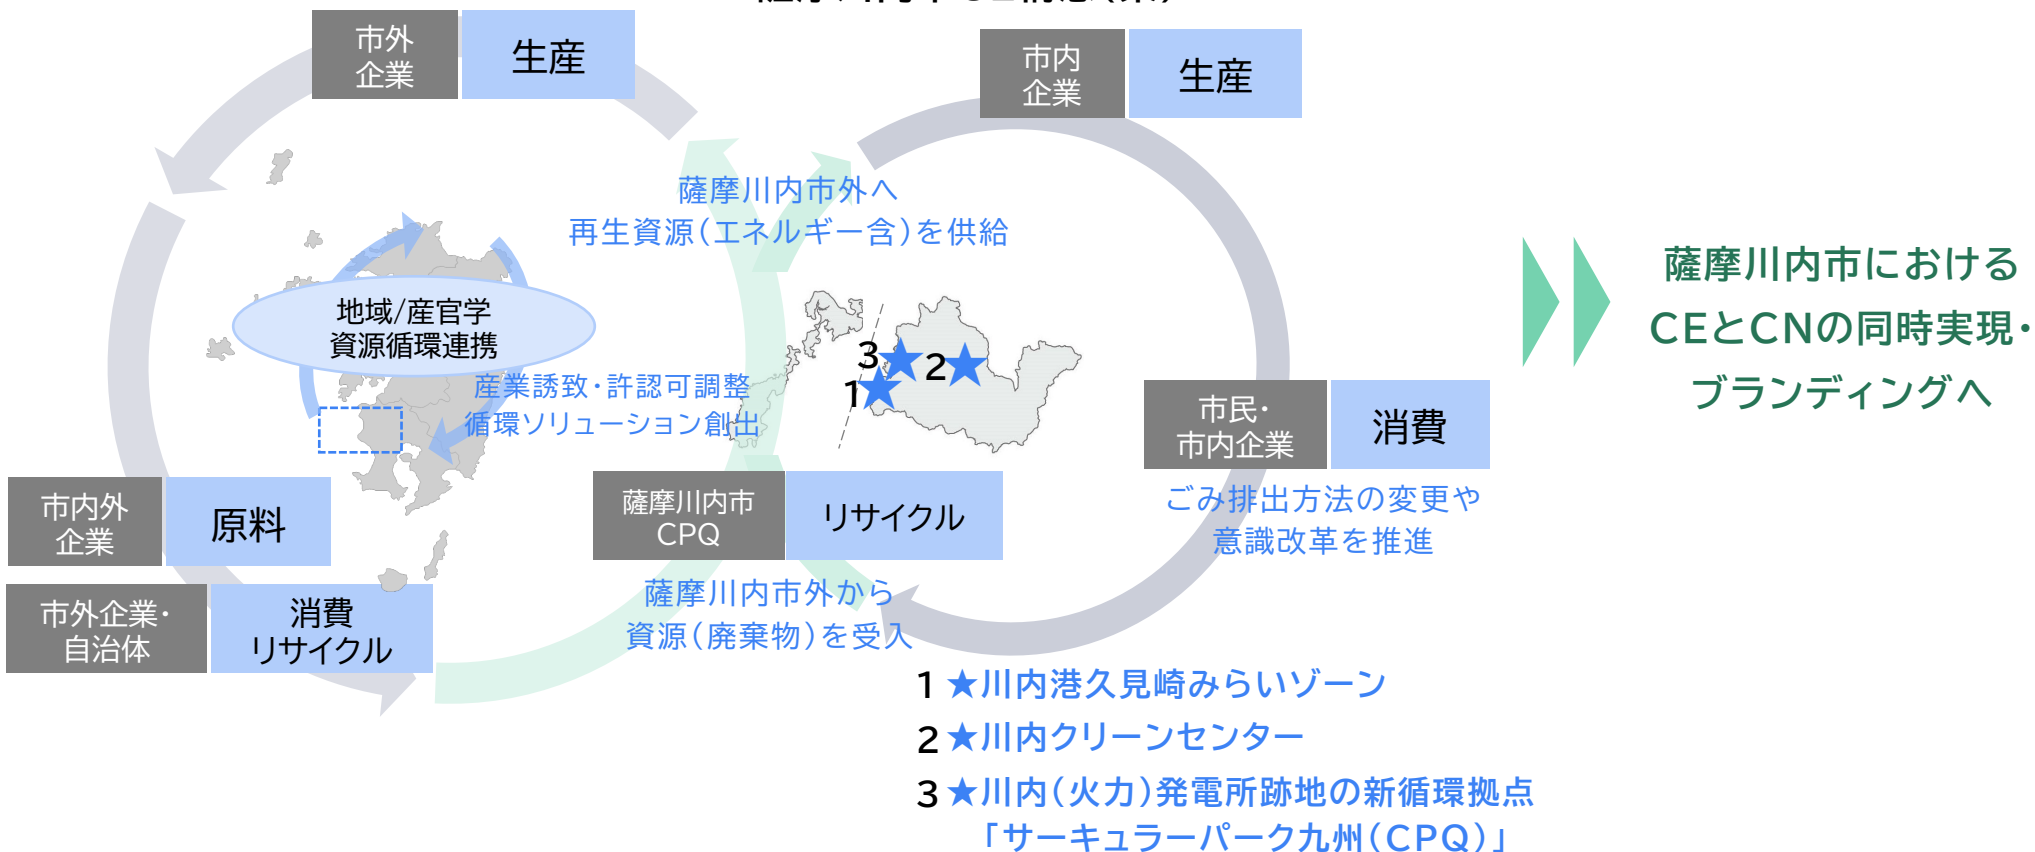 市外
企業
生産
市内
企業
生産
薩摩川内市外へ
再生資源(エネルギー含)を供給
地域/産官学
資源循環連携
産業誘致・許認可調整
循環ソリューション創出
3
2
1
薩摩川内市における
CEとCNの同時実現・
ブランディングへ
市民・
市内企業
消費
ごみ排出方法の変更や
意識改革を推進
市内外
企業
原料
薩摩川内市
CPQ
リサイクル
市外企業・
自治体
消費
リサイクル
薩摩川内市外から
資源(廃棄物)を受入
1 ★川内港久見崎みらいゾーン
2 ★川内クリーンセンター
3 ★川内(火力)発電所跡地の新循環拠点
「サーキュラーパーク九州(CPQ)」